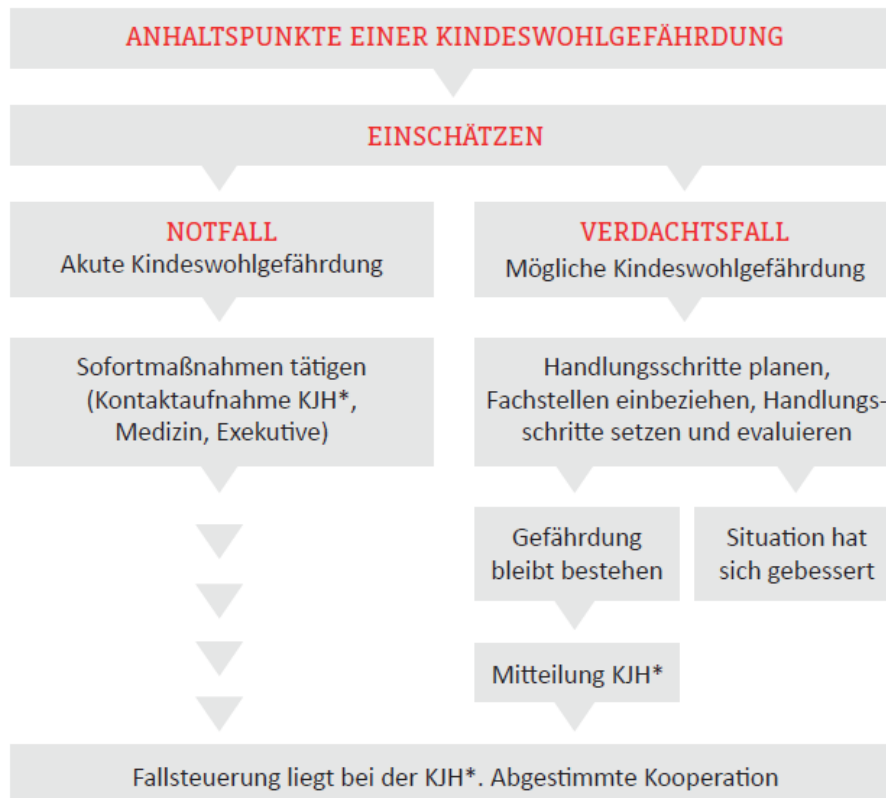 ANHALTSPUNKTE EINER KINDESWOHLGEFÄHRDUNG
EINSCHÄTZEN
NOTFALL
Akute Kindeswohlgefährdung
VERDACHTSFALL
Mögliche Kindeswohlgefährdung
Sofortmaßnahmen tätigen
(Kontaktaufnahme KJH*,
Medizin, Exekutive)
Handlungsschritte planen,
Fachstellen einbeziehen, Handlungs-
schritte setzen und evaluieren
Gefährdung
bleibt bestehen
Situation hat
sich gebessert
Mitteilung KJH*
Fallsteuerung liegt bei der KJH*. Abgestimmte Kooperation